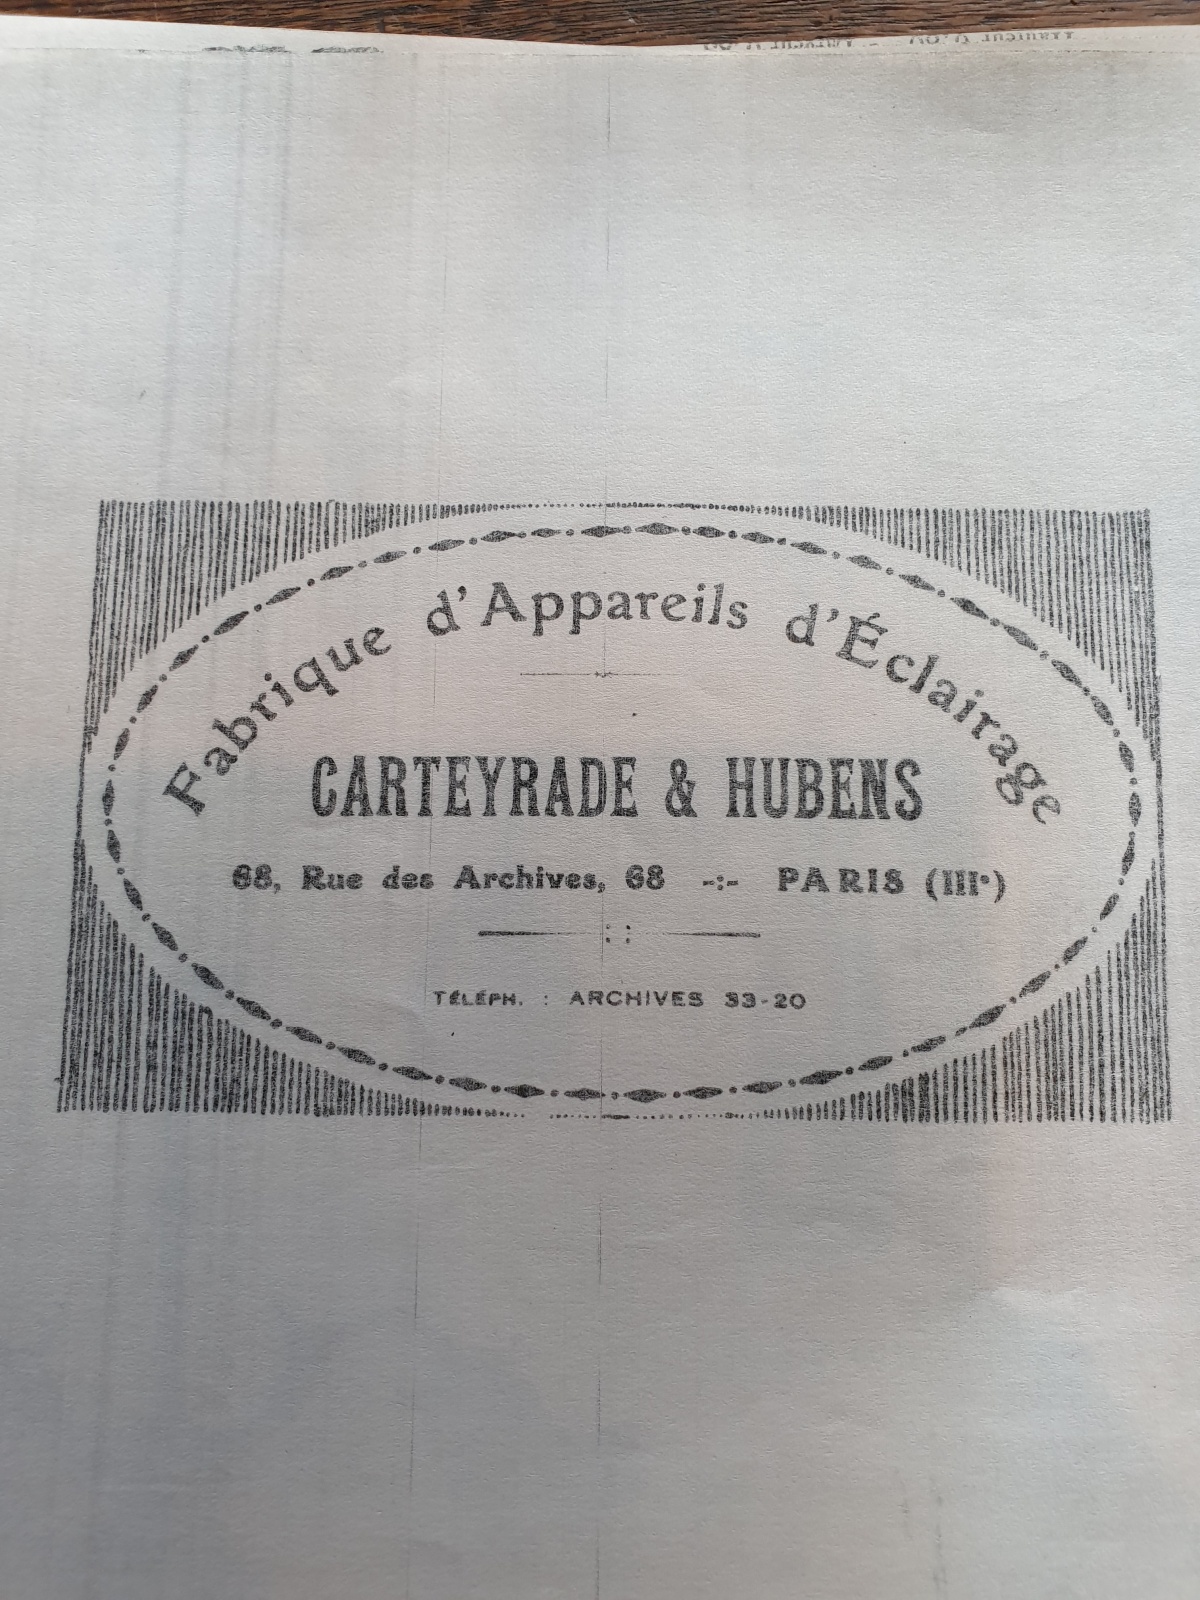 Fabrique d'Appareils d'Éclairage
CARTEYRADE & HUBENS
68, Rue des Archives, 68 -:- PARIS (IIIe)
TÉLÉPH. : ARCHIVES 33-20